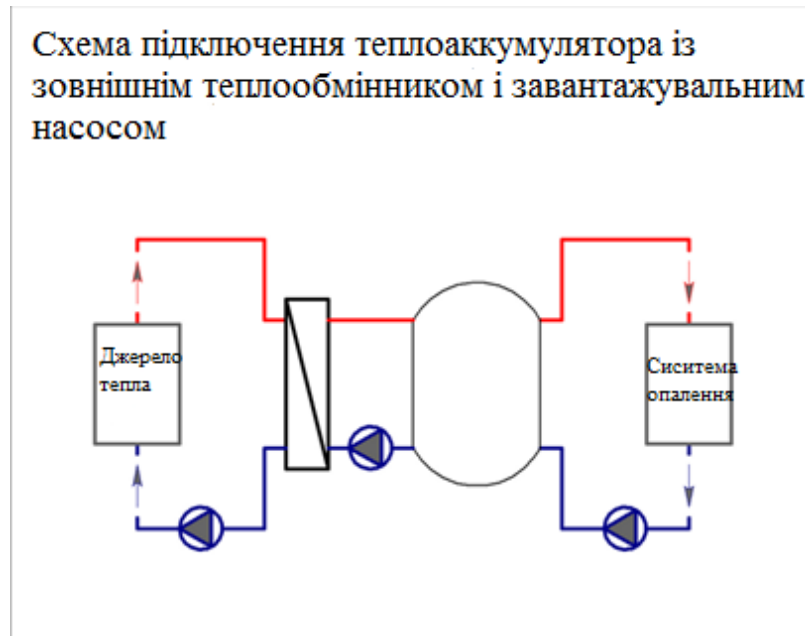 Схема підключення теплоаккумулятора із
зовнішнім теплообмінником і завантажувальним
насосом
Джерело
тепла
Сиситема
опалення